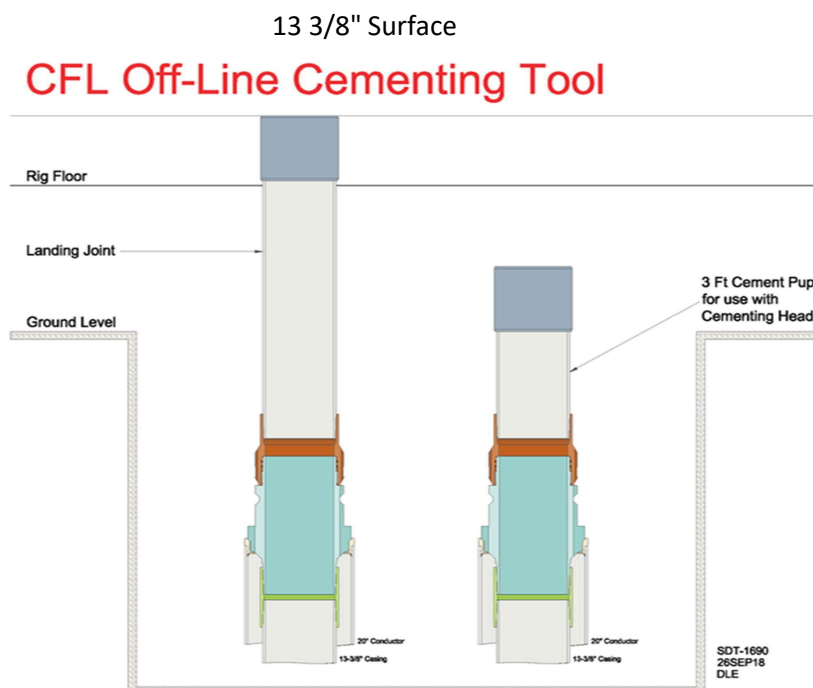 13 3/8" Surface
CFL Off-Line Cementing Tool
Rig Floor
Landing Joint
3 Ft Cement Pup
for use with
Cementing Head
Ground Level
20" Conductor
13-3/8" Casing
20" Conductor
13-3/8" Casing
SDT-1690
26SEP18
DLE